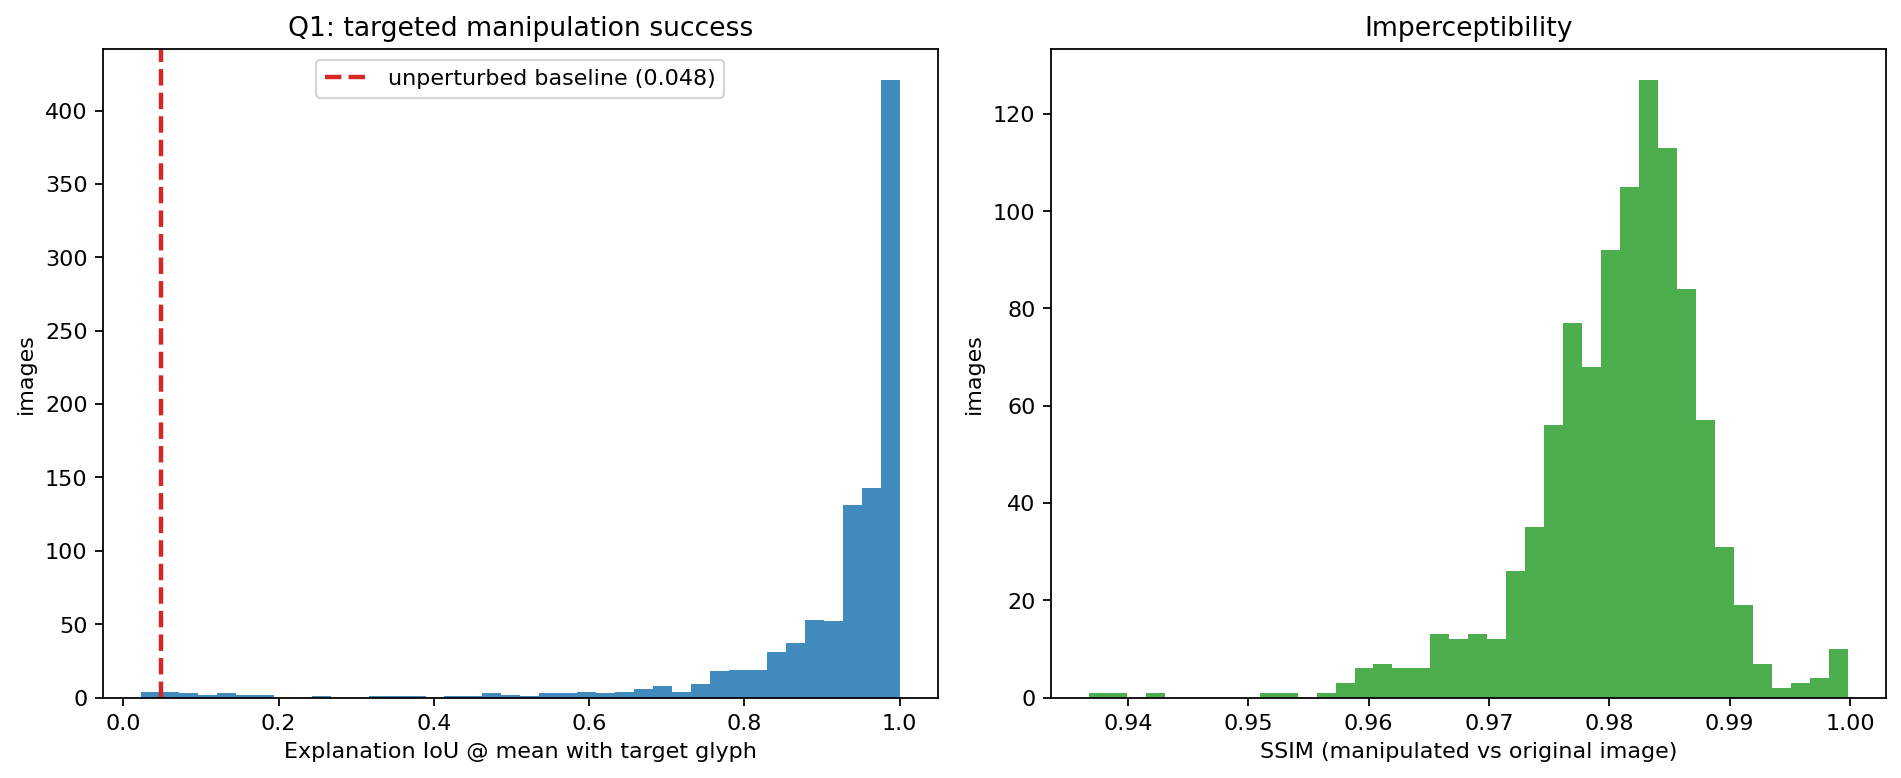 Q1: targeted manipulation success
unperturbed baseline (0.048)
images
400
350
300
250
200
150
100
50
0
0.0 0.2 0.4 0.6 0.8 1.0
Explanation IoU @ mean with target glyph
Imperceptibility
images
120
100
80
60
40
20
0
0.94 0.95 0.96 0.97 0.98 0.99 1.00
SSIM (manipulated vs original image)